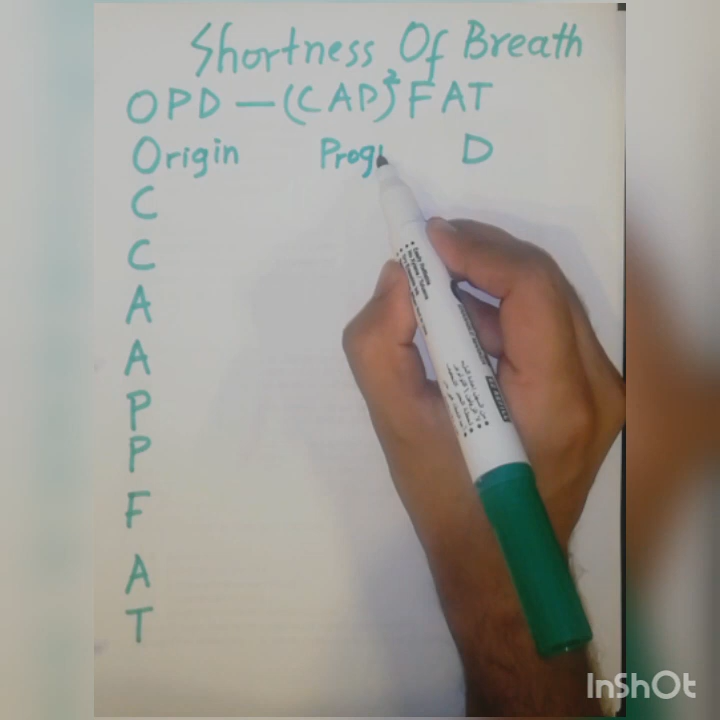 Shortness Of Breath
OPD — (CAP)² FAT
Origin Prog D
C
C
A
A
P
P
F
A
T
InShOt